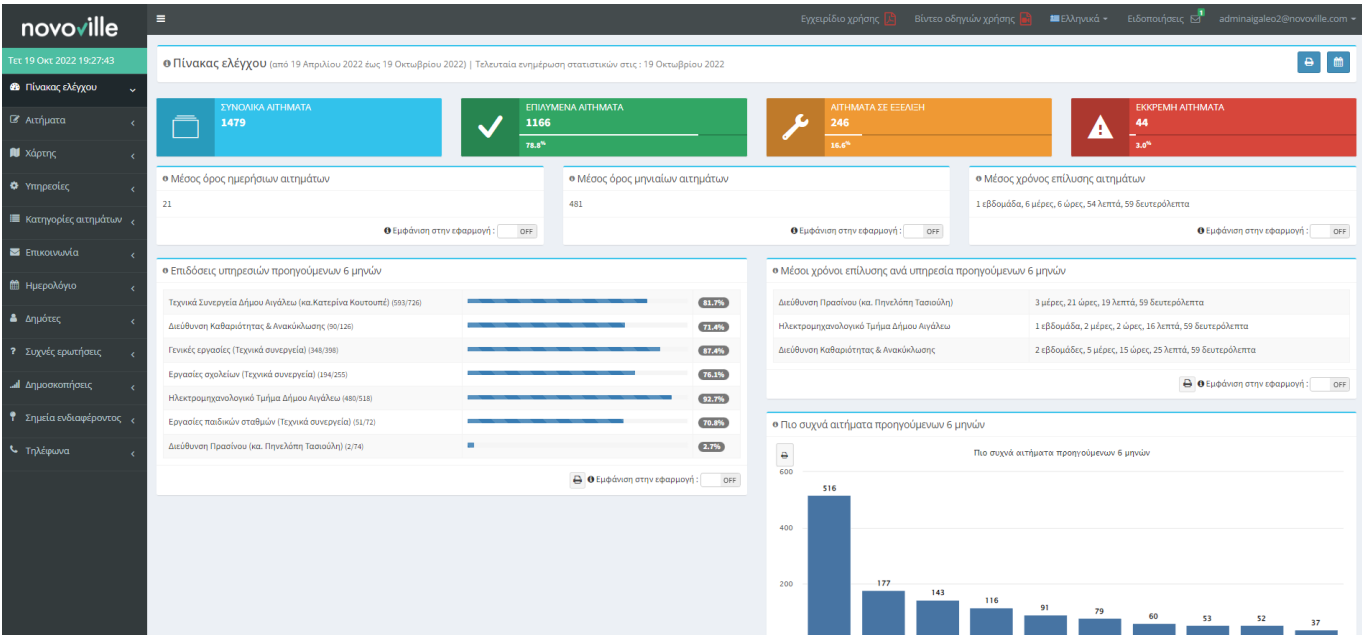 novoville
Εγχειρίδιο χρήσης
Βίντεο οδηγιών χρήσης
Ελληνικά
Ειδοποιήσεις
1
adminaigaleo2@novoville.com
Τετ 19 Οκτ 2022 19:27:43
Πίνακας ελέγχου
Αιτήματα
Χάρτης
Υπηρεσίες
Κατηγορίες αιτημάτων
Επικοινωνία
Ημερολόγιο
Δημότες
? Συχνές ερωτήσεις
Δημοσκοπήσεις
Σημεία ενδιαφέροντος
Τηλέφωνα
Πίνακας ελέγχου (από 19 Απριλίου 2022 έως 19 Οκτωβρίου 2022) | Τελευταία ενημέρωση στατιστικών στις : 19 Οκτωβρίου 2022
ΣΥΝΟΛΙΚΑ ΑΙΤΗΜΑΤΑ
1479
ΕΠΙΛΥΜΕΝΑ ΑΙΤΗΜΑΤΑ
1166
78.8%
ΑΙΤΗΜΑΤΑ ΣΕ ΕΞΕΛΙΞΗ
246
16.6%
ΕΚΚΡΕΜΗ ΑΙΤΗΜΑΤΑ
44
3.0%
Μέσος όρος ημερήσιων αιτημάτων
21
Εμφάνιση στην εφαρμογή : OFF
Μέσος όρος μηνιαίων αιτημάτων
481
Εμφάνιση στην εφαρμογή : OFF
Μέσος χρόνος επίλυσης αιτημάτων
1 εβδομάδα, 6 μέρες, 6 ώρες, 54 λεπτά, 59 δευτερόλεπτα
Εμφάνιση στην εφαρμογή : OFF
Επιδόσεις υπηρεσιών προηγούμενων 6 μηνών
Τεχνικά Συνεργεία Δήμου Αιγάλεω (κα.Κατερίνα Κουτουπέ) (593/726) 81.7%
Διεύθυνση Καθαριότητας & Ανακύκλωσης (90/126) 71.4%
Γενικές εργασίες (Τεχνικά συνεργεία) (348/398) 87.4%
Εργασίες σχολείων (Τεχνικά συνεργεία) (194/255) 76.1%
Ηλεκτρομηχανολογικό Τμήμα Δήμου Αιγάλεω (480/518) 92.7%
Εργασίες παιδικών σταθμών (Τεχνικά συνεργεία) (51/72) 70.8%
Διεύθυνση Πρασίνου (κα. Πηνελόπη Τασιούλη) (2/74) 2.7%
Εμφάνιση στην εφαρμογή : OFF
Μέσοι χρόνοι επίλυσης ανά υπηρεσία προηγούμενων 6 μηνών
Διεύθυνση Πρασίνου (κα. Πηνελόπη Τασιούλη) 3 μέρες, 21 ώρες, 19 λεπτά, 59 δευτερόλεπτα
Ηλεκτρομηχανολογικό Τμήμα Δήμου Αιγάλεω 1 εβδομάδα, 2 μέρες, 2 ώρες, 16 λεπτά, 59 δευτερόλεπτα
Διεύθυνση Καθαριότητας & Ανακύκλωσης 2 εβδομάδες, 5 μέρες, 15 ώρες, 25 λεπτά, 59 δευτερόλεπτα
Εμφάνιση στην εφαρμογή : OFF
Πιο συχνά αιτήματα προηγούμενων 6 μηνών
Πιο συχνά αιτήματα προηγούμενων 6 μηνών
600
400
200
516
177
143
116
91
79
60
53
52
37